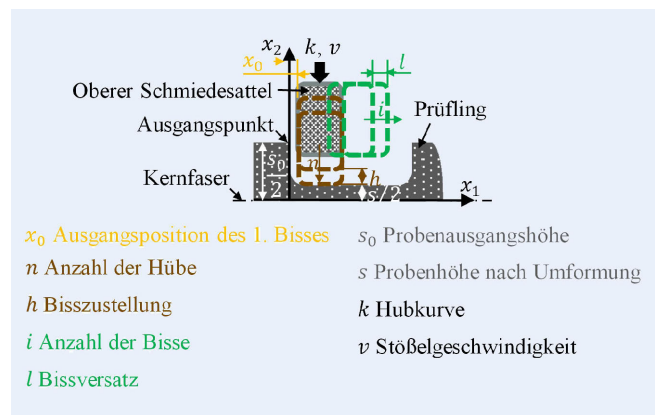 x₂
k, v
x₀
l
Oberer Schmiedesattel
i
Prüfling
Ausgangspunkt
s₀
2
n
h
Kernfaser
s/2
x₁
x₀ Ausgangsposition des 1. Bisses
n Anzahl der Hübe
h Bisszustellung
i Anzahl der Bisse
l Bissversatz
s₀ Probenausgangshöhe
s Probenhöhe nach Umformung
k Hubkurve
v Stößelgeschwindigkeit